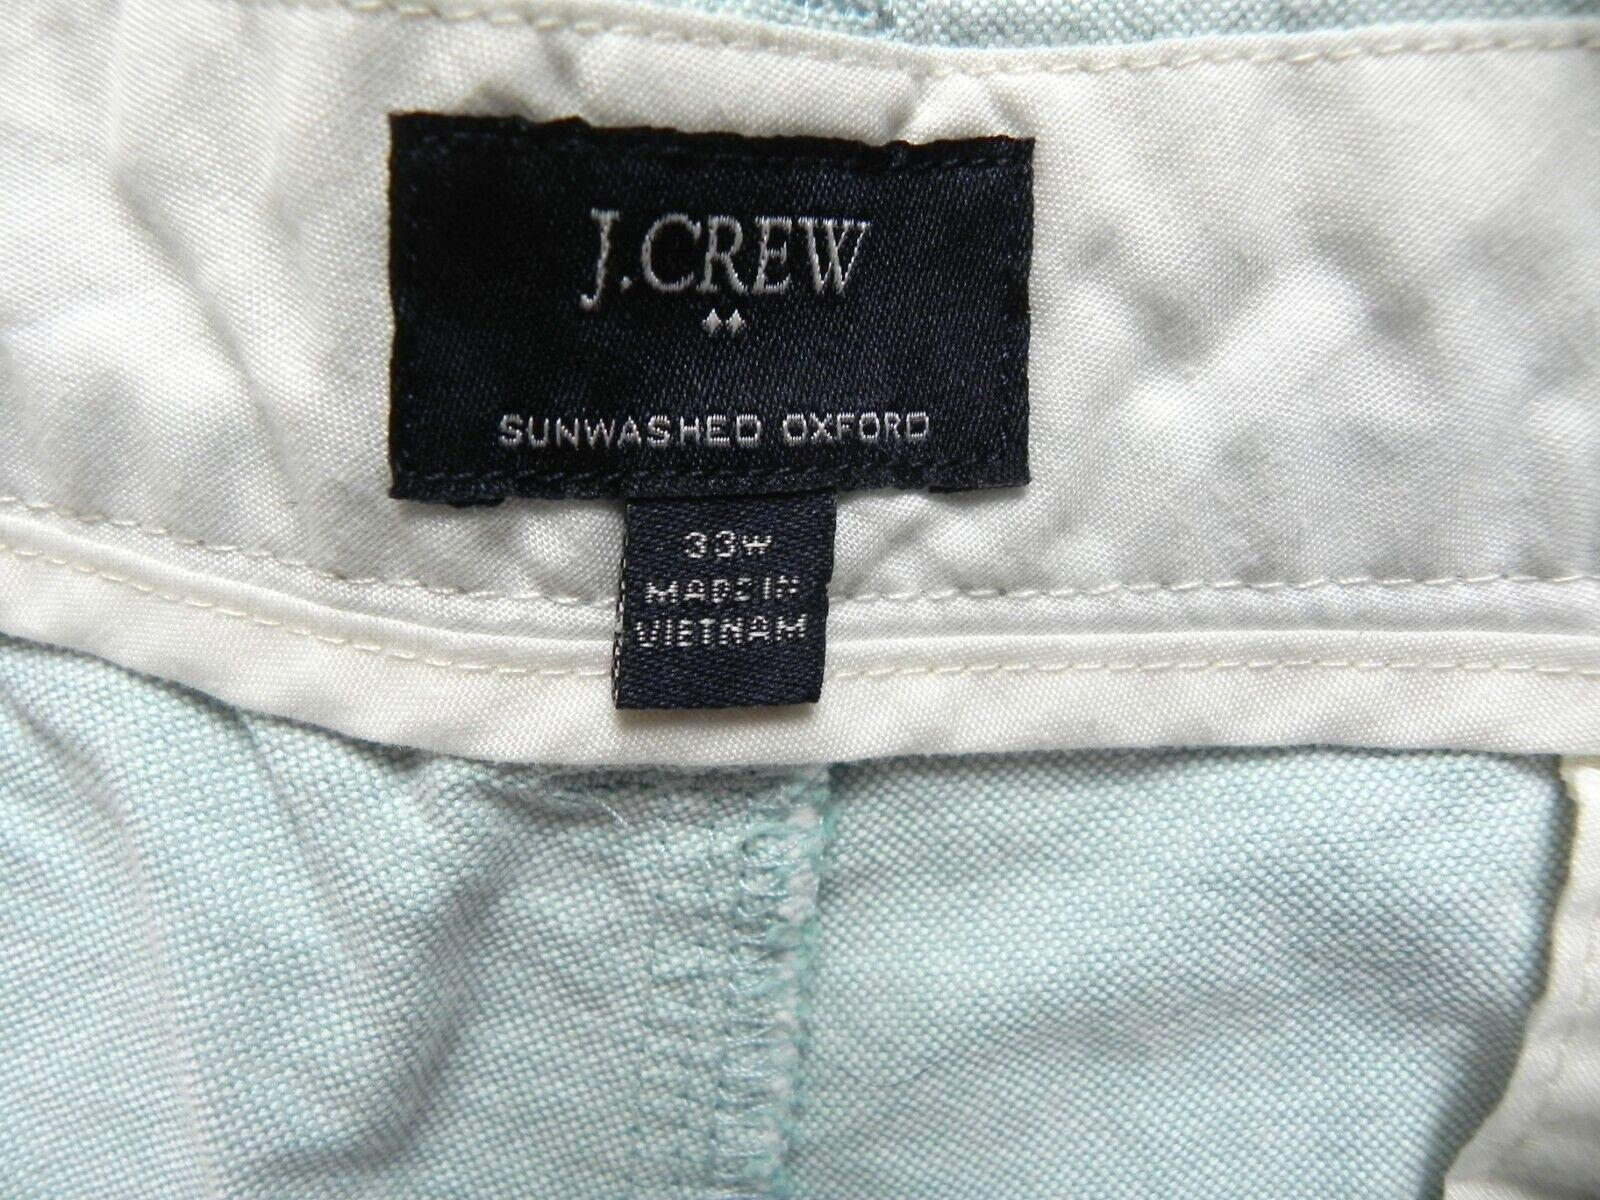 J.CREW
SUNWASHED OXFORD
33W
MADE IN
VIETNAM